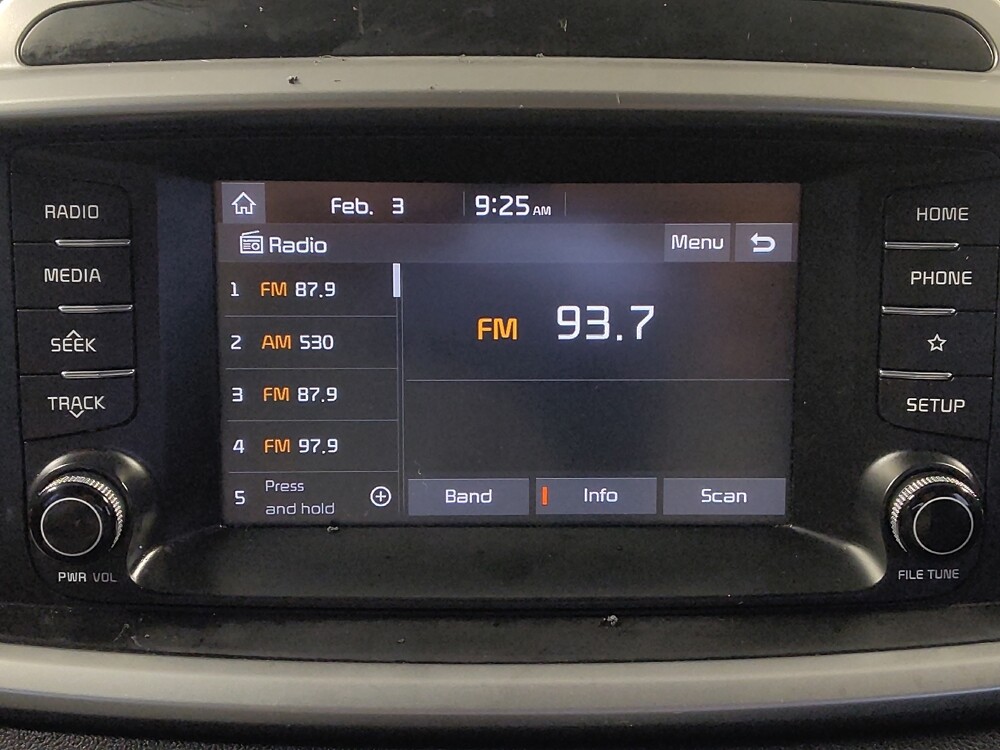 Feb. 3 9:25 AM
RADIO
HOME
Radio Menu
MEDIA
PHONE
1 FM 87.9
FM 93.7
2 AM 530
SEEK
3 FM 87.9
TRACK
SETUP
4 FM 97.9
5 Press
and hold
Band Info Scan
PWR VOL
FILE TUNE